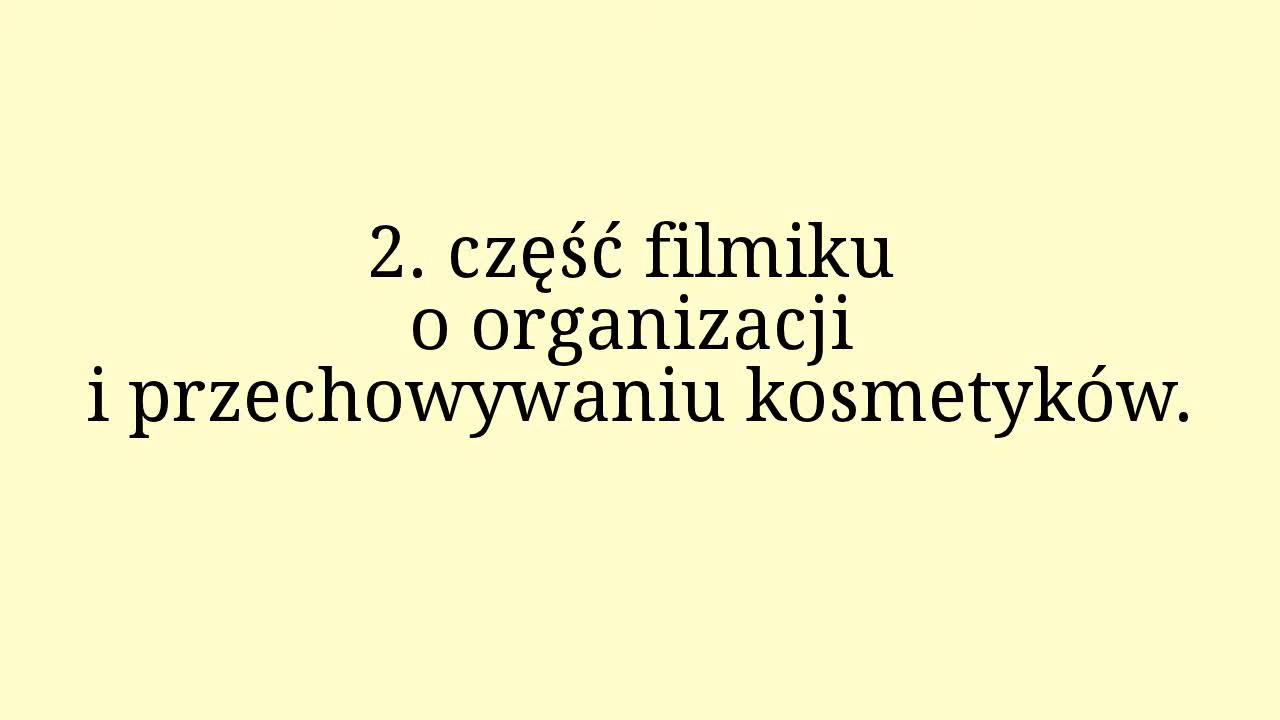 2. część filmiku
o organizacji
i przechowywaniu kosmetyków.